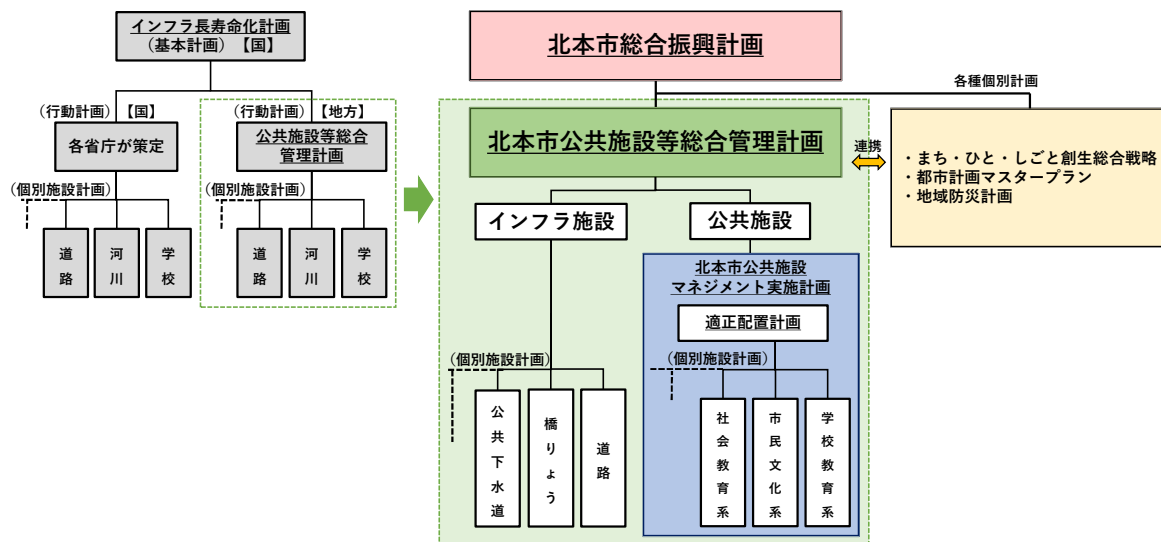 インフラ長寿命化計画
（基本計画）【国】
（行動計画）【国】
各省庁が策定
（個別施設計画）
道路
河川
学校
（行動計画）【地方】
公共施設等総合
管理計画
（個別施設計画）
道路
河川
学校
北本市総合振興計画
各種個別計画
北本市公共施設等総合管理計画
連携
・まち・ひと・しごと創生総合戦略
・都市計画マスタープラン
・地域防災計画
インフラ施設
（個別施設計画）
公共下水道
橋りょう
道路
公共施設
北本市公共施設
マネジメント実施計画
適正配置計画
（個別施設計画）
社会教育系
市民文化系
学校教育系